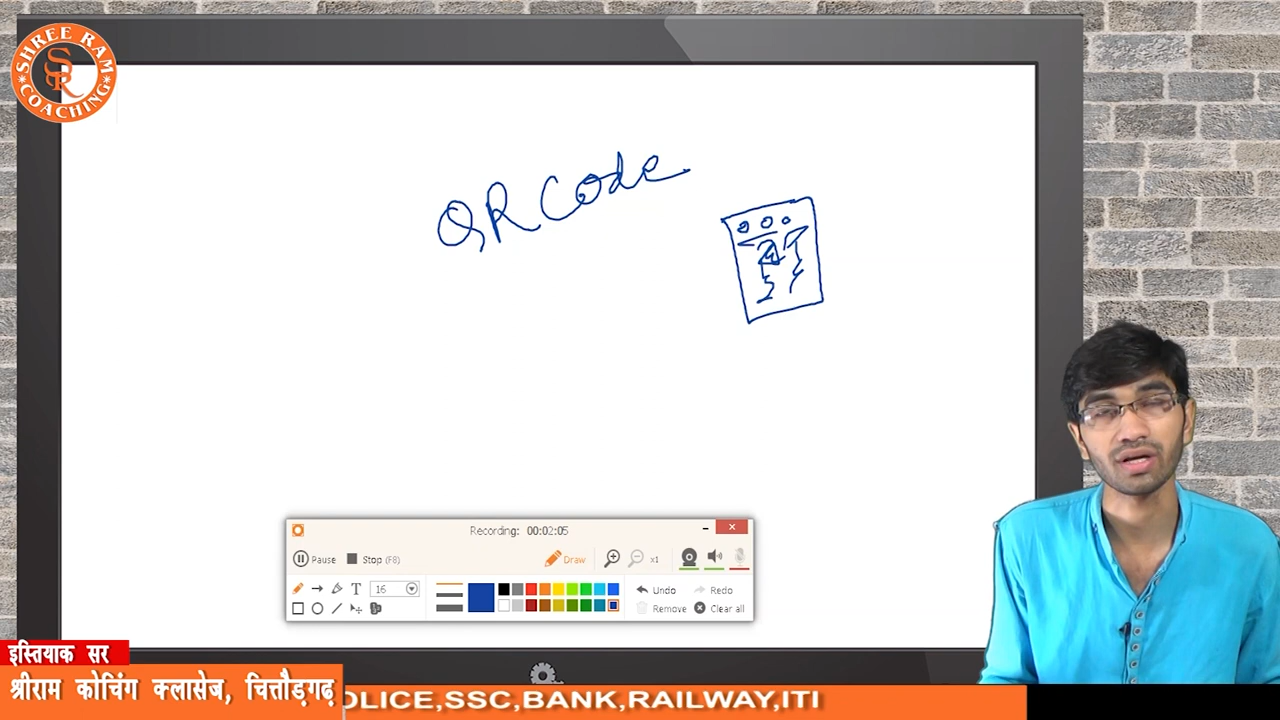 SHREE RAM
SR
COACHING
QR Code
Recording: 00:02:05
Pause
Stop (F8)
Draw
x1
16
Undo
Redo
Remove
Clear all
इस्तियाक सर
श्रीराम कोचिंग क्लासेज, चित्तौड़गढ़
OLICE,SSC,BANK,RAILWAY,ITI